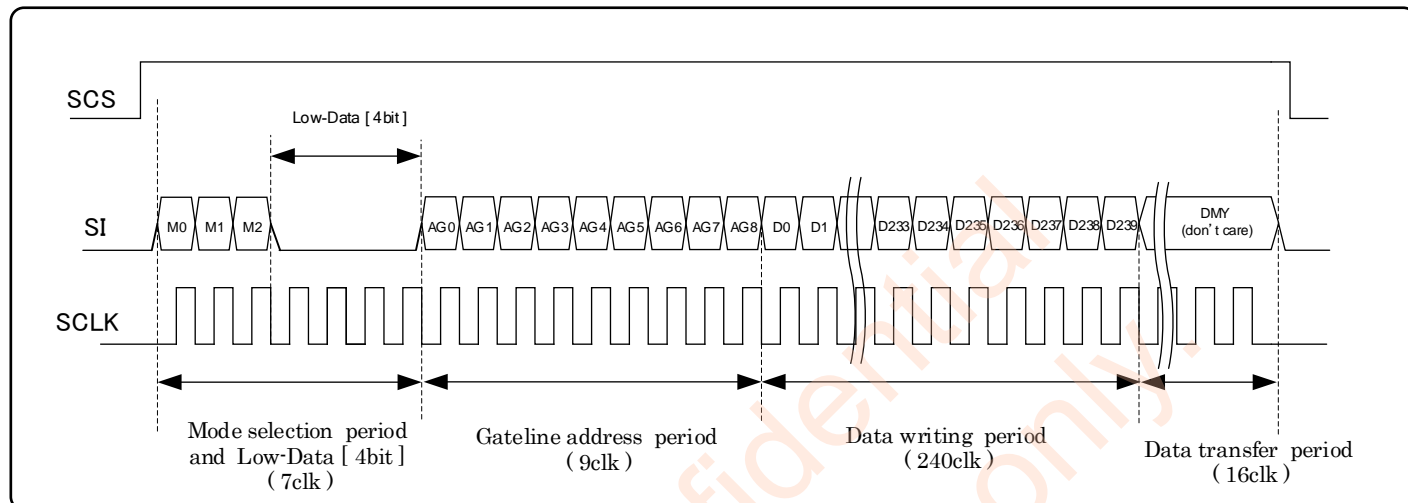 SCS
Low-Data [ 4bit ]
SI
M0 M1 M2 AG0 AG1 AG2 AG3 AG4 AG5 AG6 AG7 AG8 D0 D1 D233 D234 D235 D236 D237 D238 D239 DMY
(don't care)
SCLK
Mode selection period
and Low-Data [ 4bit ]
( 7clk )
Gateline address period
( 9clk )
Data writing period
( 240clk )
Data transfer period
( 16clk )
fidential
only.